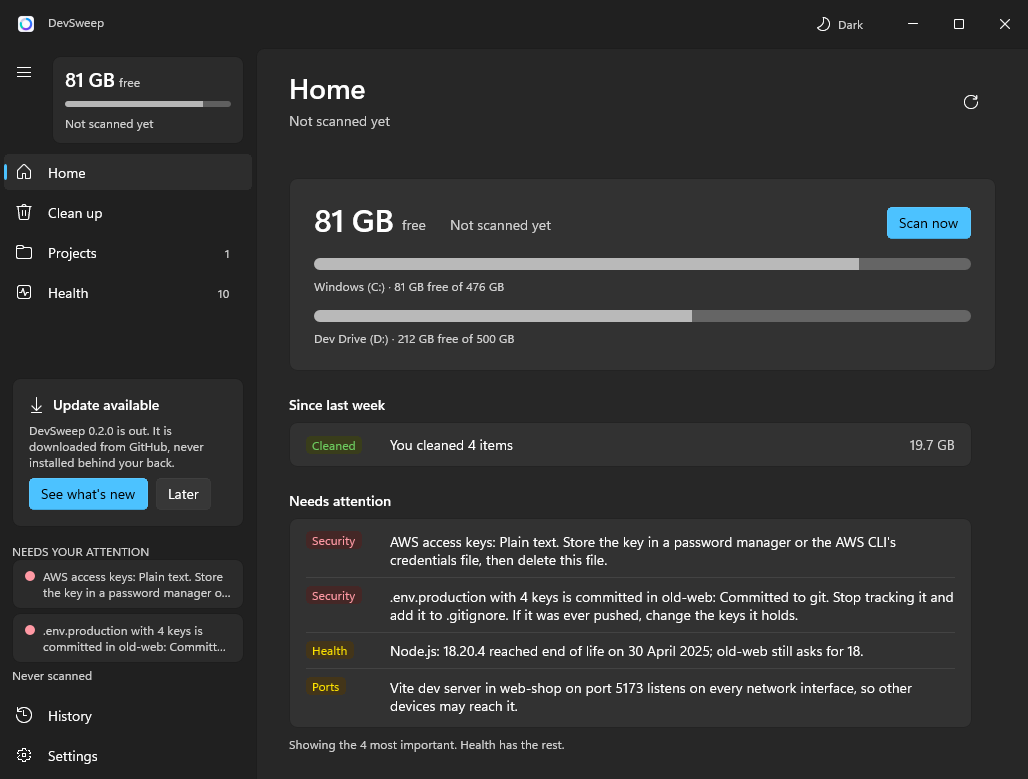 DevSweep
Dark
81 GB free
Not scanned yet
Home
Clean up
Projects 1
Health 10
Update available
DevSweep 0.2.0 is out. It is
downloaded from GitHub, never
installed behind your back.
See what's new
Later
NEEDS YOUR ATTENTION
AWS access keys: Plain text. Store
the key in a password manager o...
.env.production with 4 keys is
committed in old-web: Committ...
Never scanned
History
Settings
Home
Not scanned yet
81 GB free Not scanned yet
Scan now
Windows (C:) · 81 GB free of 476 GB
Dev Drive (D:) · 212 GB free of 500 GB
Since last week
Cleaned You cleaned 4 items 19.7 GB
Needs attention
Security AWS access keys: Plain text. Store the key in a password manager or the AWS CLI's
credentials file, then delete this file.
Security .env.production with 4 keys is committed in old-web: Committed to git. Stop tracking it and
add it to .gitignore. If it was ever pushed, change the keys it holds.
Health Node.js: 18.20.4 reached end of life on 30 April 2025; old-web still asks for 18.
Ports Vite dev server in web-shop on port 5173 listens on every network interface, so other
devices may reach it.
Showing the 4 most important. Health has the rest.